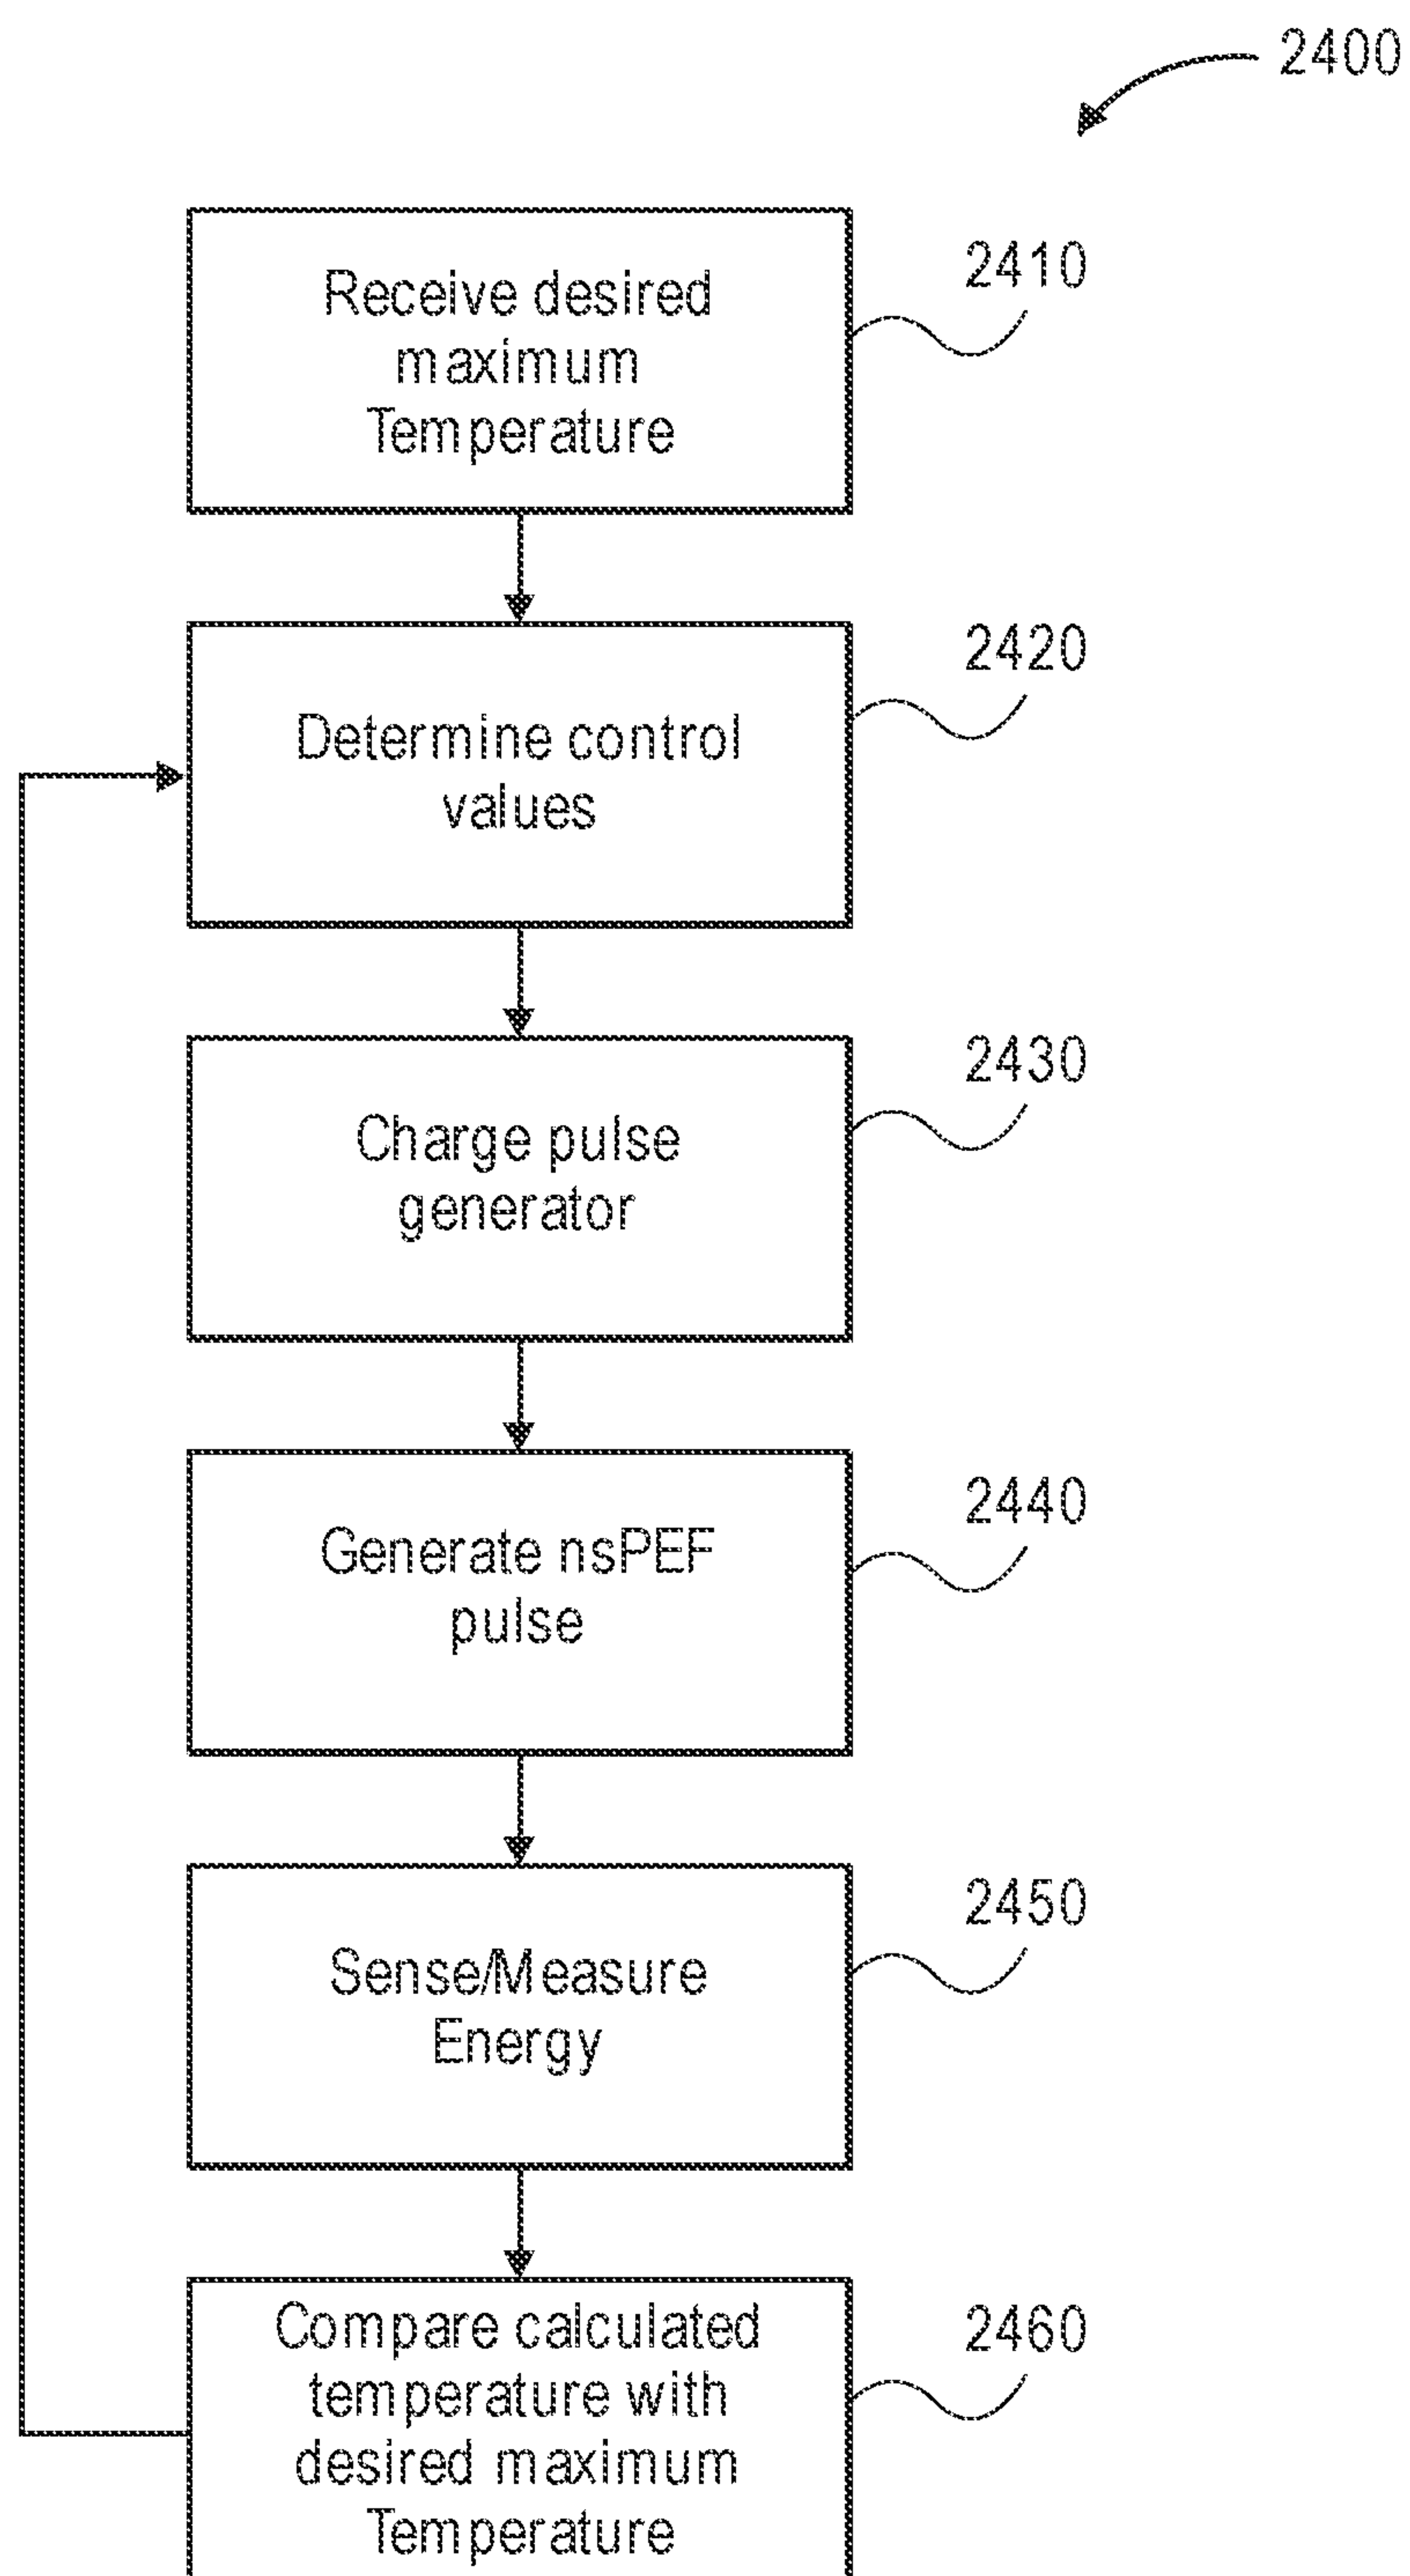 2400
Receive desired
maximum
Temperature
2410
Determine control
values
2420
Charge pulse
generator
2430
Generate nsPEF
pulse
2440
Sense/Measure
Energy
2450
Compare calculated
temperature with
desired maximum
Temperature
2460